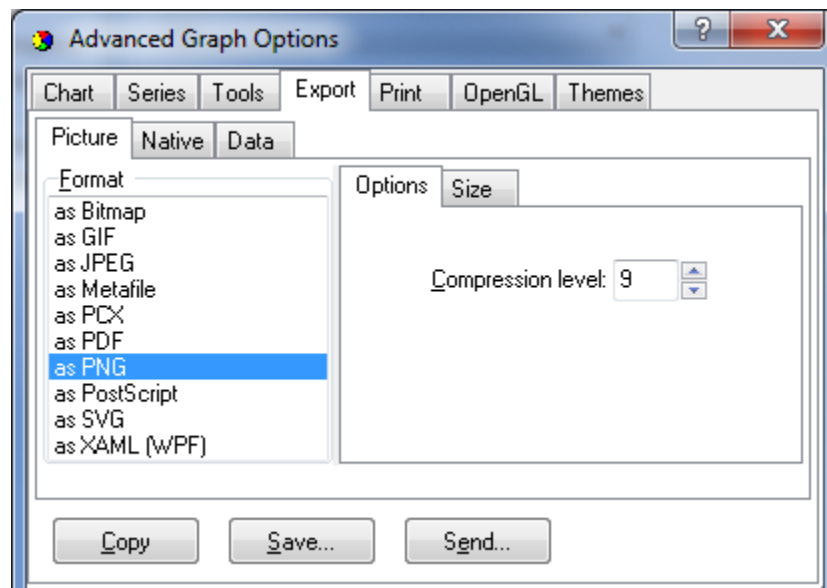 Advanced Graph Options
?
X
Chart Series Tools Export Print OpenGL Themes
Picture Native Data
Format
as Bitmap
as GIF
as JPEG
as Metafile
as PCX
as PDF
as PNG
as PostScript
as SVG
as XAML (WPF)
Options Size
Compression level: 9
Copy Save... Send...